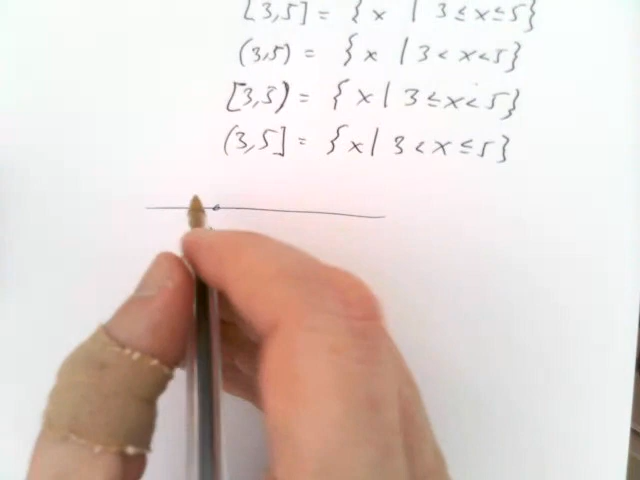 [3,5] = { x | 3 ≤ x ≤ 5}
(3,5) = { x | 3 < x < 5}
[3,5) = { x | 3 ≤ x < 5}
(3,5] = { x | 3 < x ≤ 5}